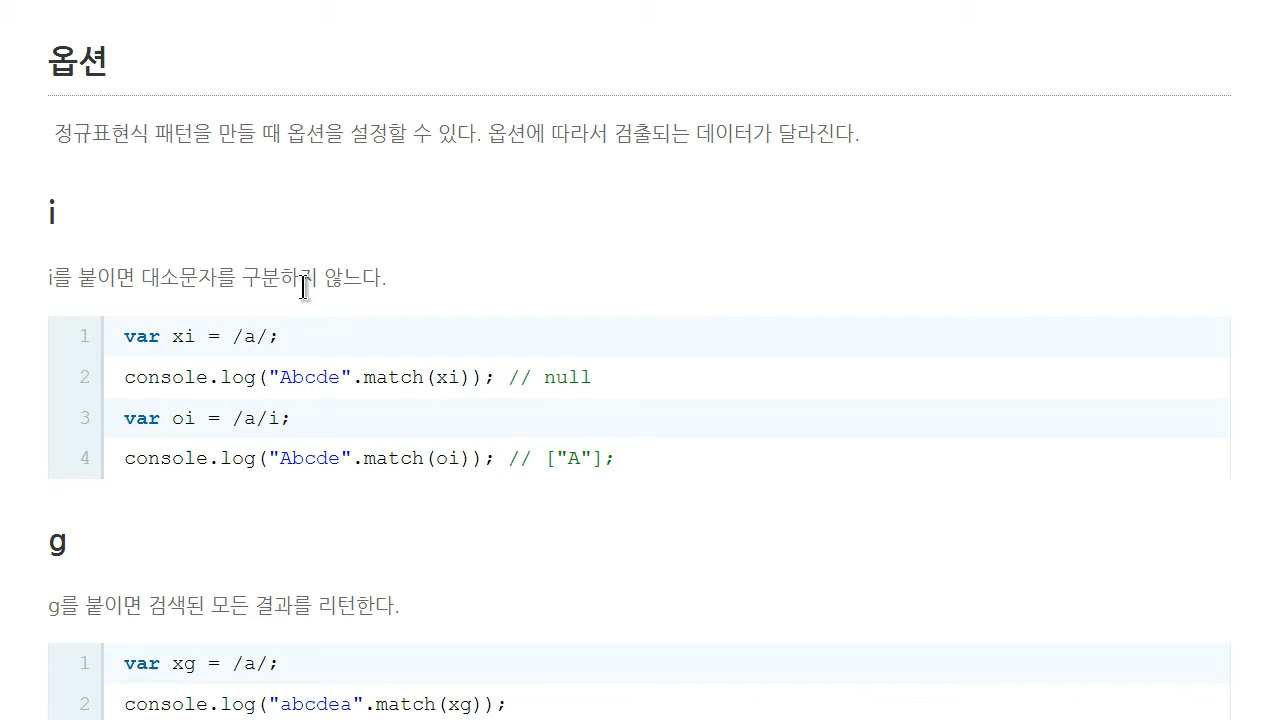 옵션
정규표현식 패턴을 만들 때 옵션을 설정할 수 있다. 옵션에 따라서 검출되는 데이터가 달라진다.
i
i를 붙이면 대소문자를 구분하지 않느다.
1 var xi = /a/;
2 console.log("Abcde".match(xi)); // null
3 var oi = /a/i;
4 console.log("Abcde".match(oi)); // ["A"];
g
g를 붙이면 검색된 모든 결과를 리턴한다.
1 var xg = /a/;
2 console.log("abcdea".match(xg));